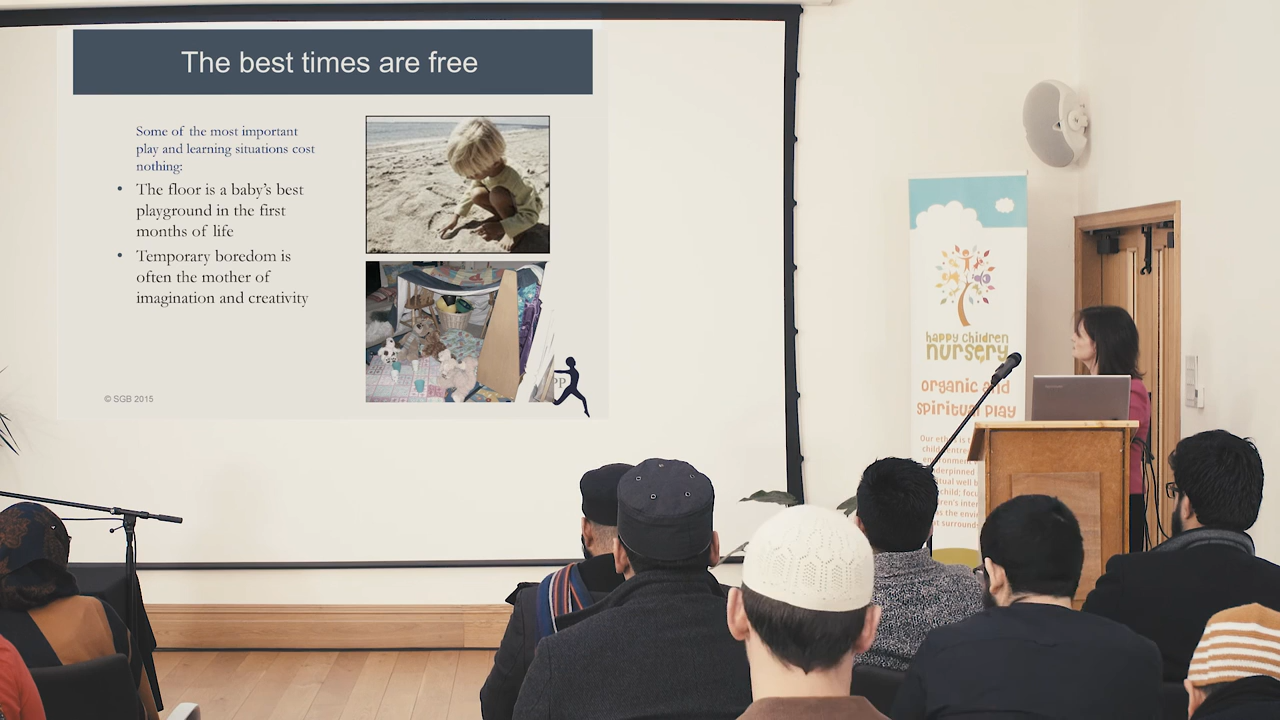 The best times are free
Some of the most important
play and learning situations cost
nothing:
• The floor is a baby's best
playground in the first
months of life
• Temporary boredom is
often the mother of
imagination and creativity
© SGB 2015
PP
happy children
nursery
organic and
spiritual play
Our